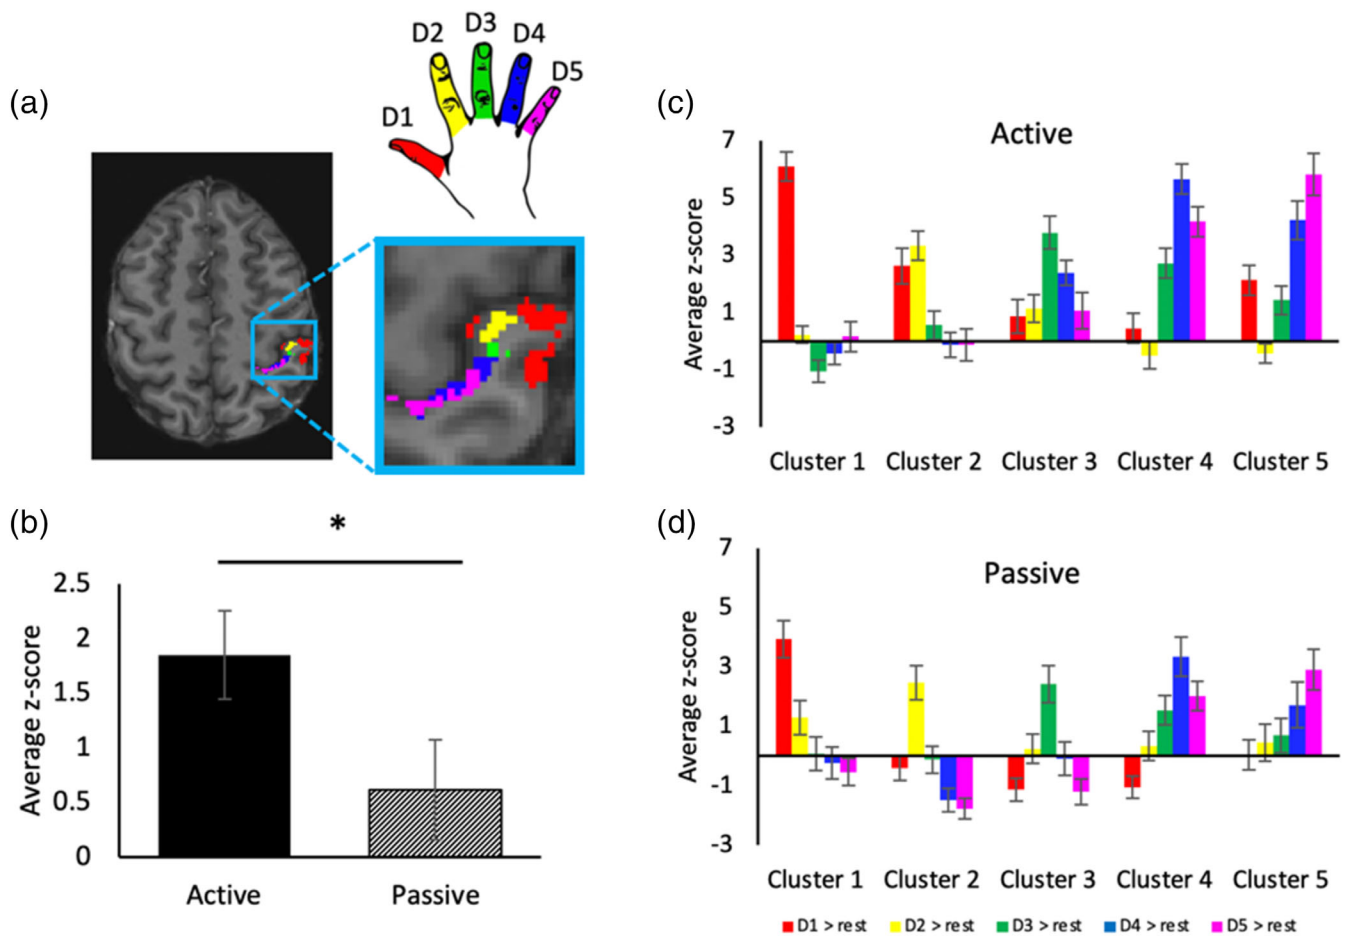 (a)
D1
D2
D3
D4
D5
(b)
*
Average z-score
2.5
2
1.5
1
0.5
0
Active
Passive
(c)
Active
Average z-score
7
5
3
1
-1
-3
Cluster 1
Cluster 2
Cluster 3
Cluster 4
Cluster 5
(d)
Passive
Average z-score
7
5
3
1
-1
-3
Cluster 1
Cluster 2
Cluster 3
Cluster 4
Cluster 5
D1 > rest
D2 > rest
D3 > rest
D4 > rest
D5 > rest